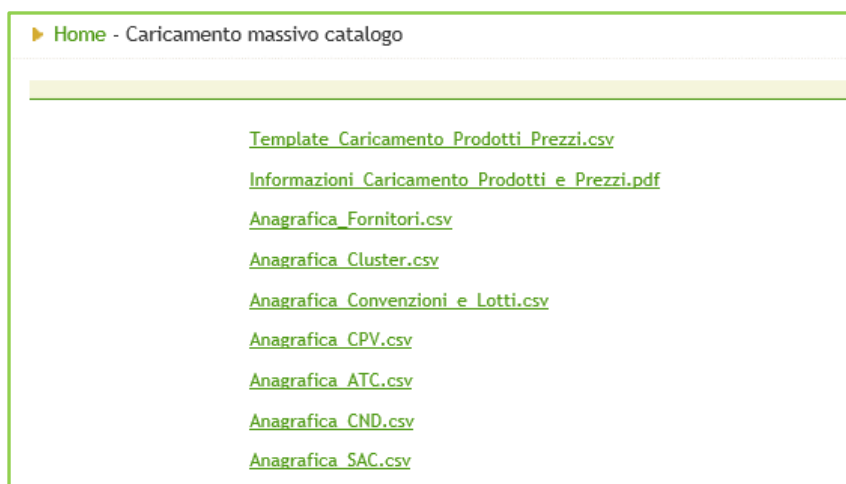 Home - Caricamento massivo catalogo
Template_Caricamento_Prodotti_Prezzi.csv
Informazioni_Caricamento_Prodotti_e_Prezzi.pdf
Anagrafica_Fornitori.csv
Anagrafica_Cluster.csv
Anagrafica_Convenzioni_e_Lotti.csv
Anagrafica_CPV.csv
Anagrafica_ATC.csv
Anagrafica_CND.csv
Anagrafica_SAC.csv